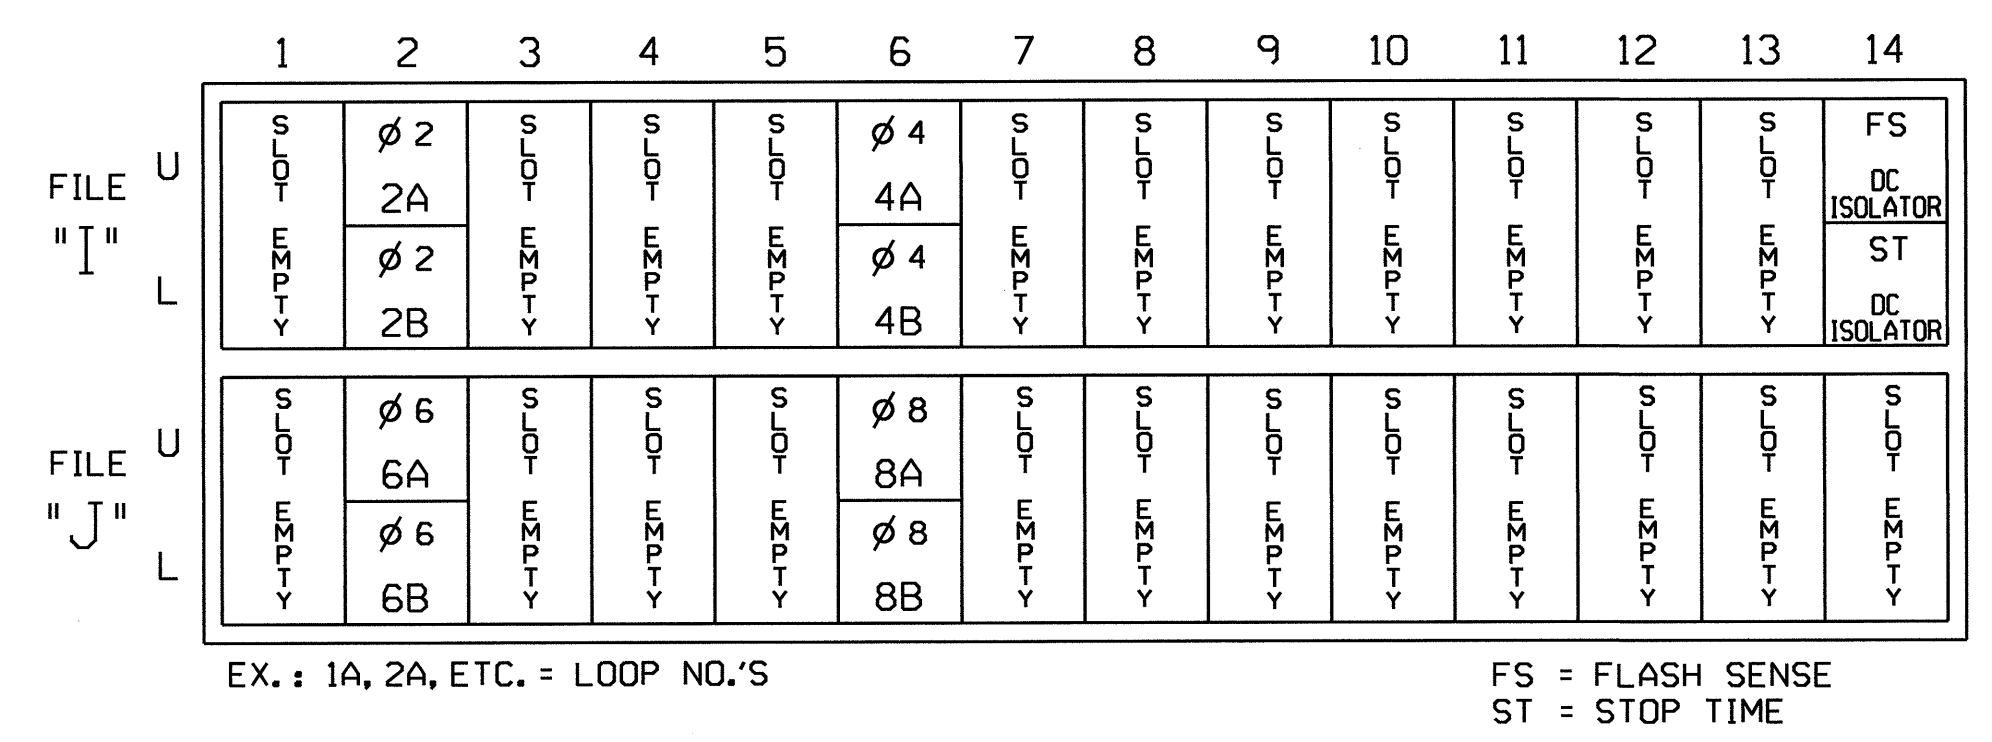 1 2 3 4 5 6 7 8 9 10 11 12 13 14
FILE "I"
U
L
SLOT EMPTY
Ø 2
2A
Ø 2
2B
SLOT EMPTY
SLOT EMPTY
SLOT EMPTY
Ø 4
4A
Ø 4
4B
SLOT EMPTY
SLOT EMPTY
SLOT EMPTY
SLOT EMPTY
SLOT EMPTY
SLOT EMPTY
SLOT EMPTY
FS
DC
ISOLATOR
ST
DC
ISOLATOR
FILE "J"
U
L
SLOT EMPTY
Ø 6
6A
Ø 6
6B
SLOT EMPTY
SLOT EMPTY
SLOT EMPTY
Ø 8
8A
Ø 8
8B
SLOT EMPTY
SLOT EMPTY
SLOT EMPTY
SLOT EMPTY
SLOT EMPTY
SLOT EMPTY
SLOT EMPTY
SLOT EMPTY
EX.: 1A, 2A, ETC. = LOOP NO.'S
FS = FLASH SENSE
ST = STOP TIME